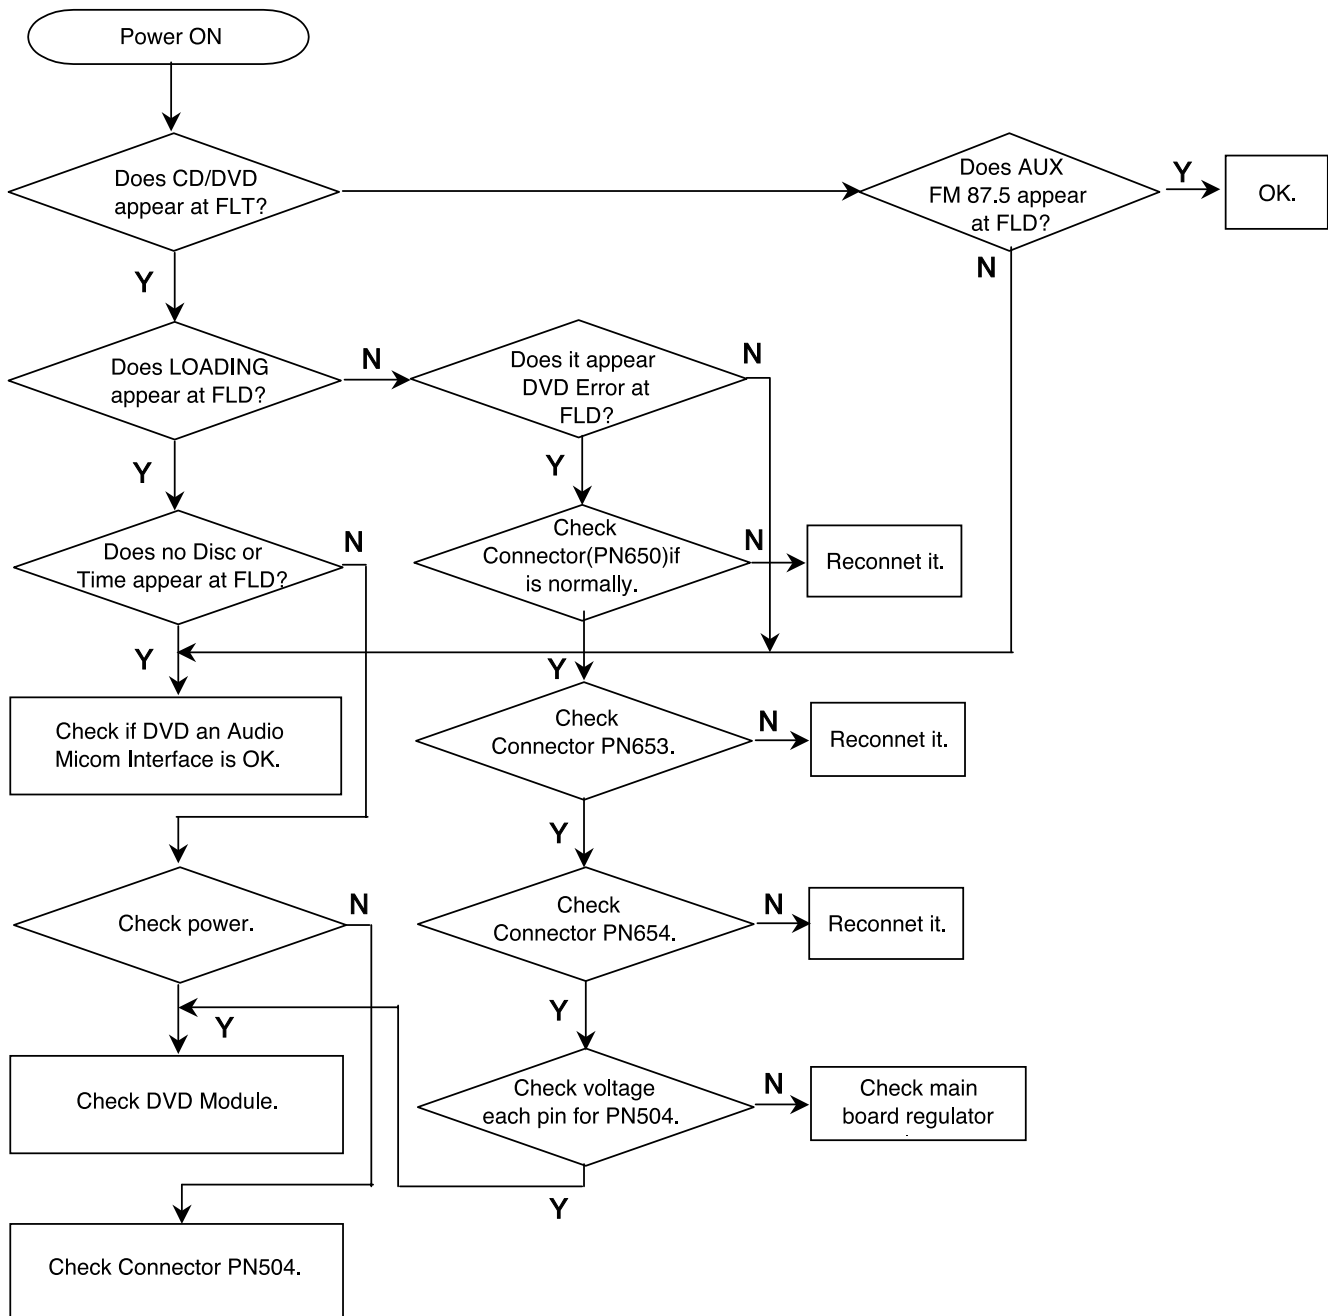 Power ON
Does CD/DVD
appear at FLT?
Does AUX
FM 87.5 appear
at FLD?
Y
OK.
Y
N
Does LOADING
appear at FLD?
N
Does it appear
DVD Error at
FLD?
N
Y
Y
Does no Disc or
Time appear at FLD?
N
Check
Connector(PN650)if
is normally.
N
Reconnet it.
Y
Y
Check if DVD an Audio
Micom Interface is OK.
Check
Connector PN653.
N
Reconnet it.
Y
Check power.
N
Check
Connector PN654.
N
Reconnet it.
Y
Y
Check DVD Module.
Check voltage
each pin for PN504.
N
Check main
board regulator
Y
Check Connector PN504.